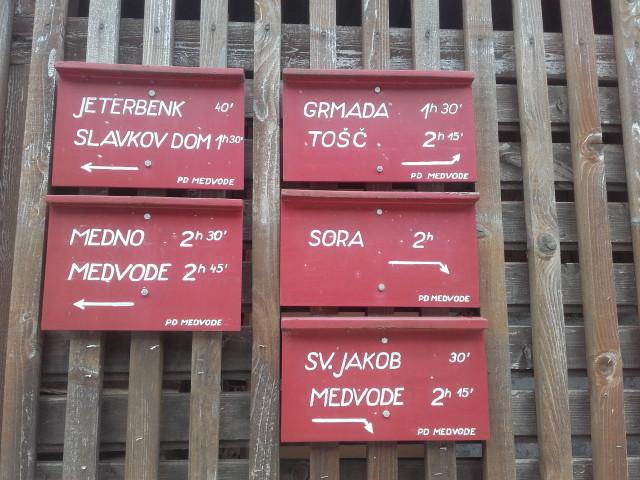 JETERBENK 40'
SLAVKOV DOM 1h30'
PD MEDVODE
MEDNO 2h 30'
MEDVODE 2h 45'
PD MEDVODE
GRMADA 1h 30'
TOŠČ 2h 15'
PD MEDVODE
SORA 2h
PD MEDVODE
SV. JAKOB 30'
MEDVODE 2h 15'
PD MEDVODE